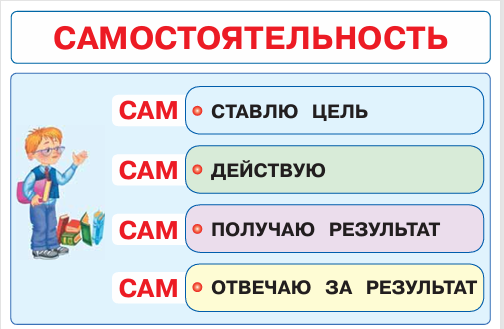 САМОСТОЯТЕЛЬНОСТЬ
САМ СТАВЛЮ ЦЕЛЬ
САМ ДЕЙСТВУЮ
САМ ПОЛУЧАЮ РЕЗУЛЬТАТ
САМ ОТВЕЧАЮ ЗА РЕЗУЛЬТАТ